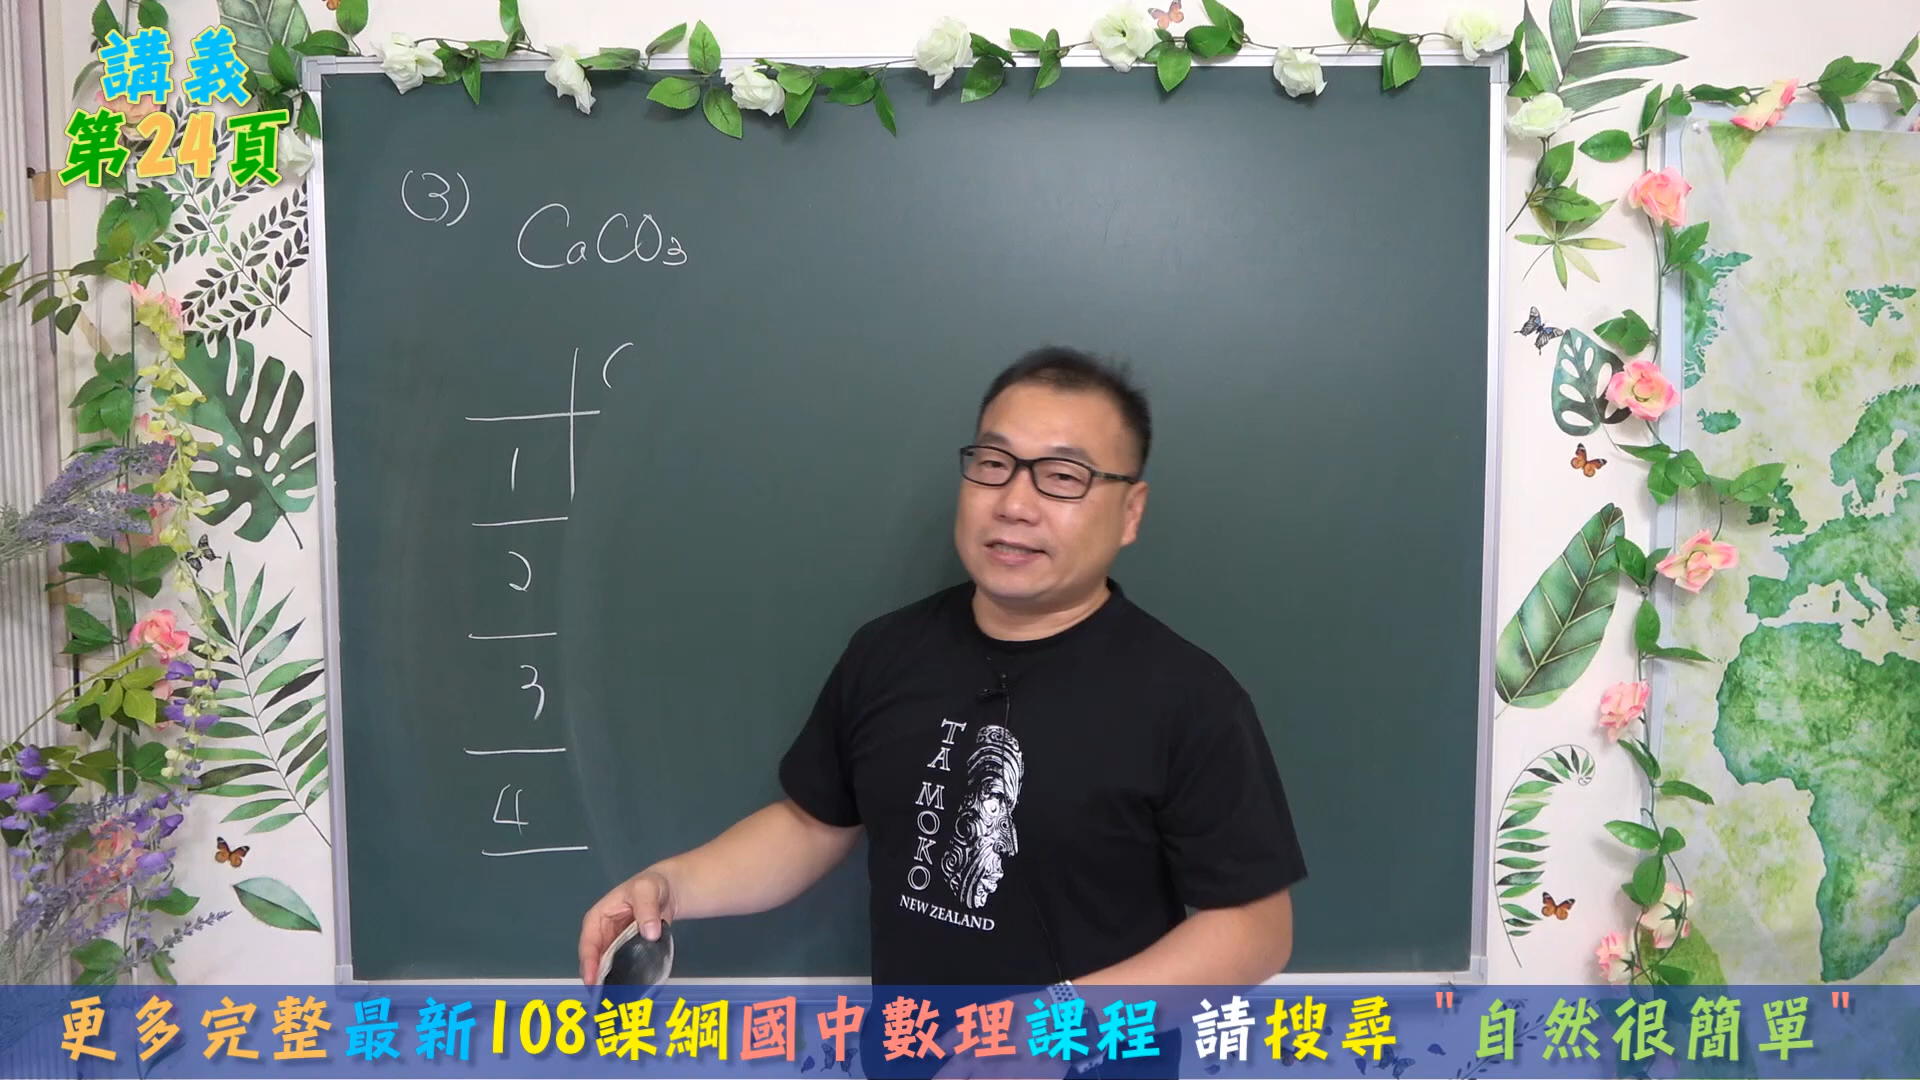 講義
第24頁
(3)
CaCO3
(
1
2
3
4
TA MOKO
NEW ZEALAND
更多完整最新108課綱國中數理課程 請搜尋 "自然很簡單"